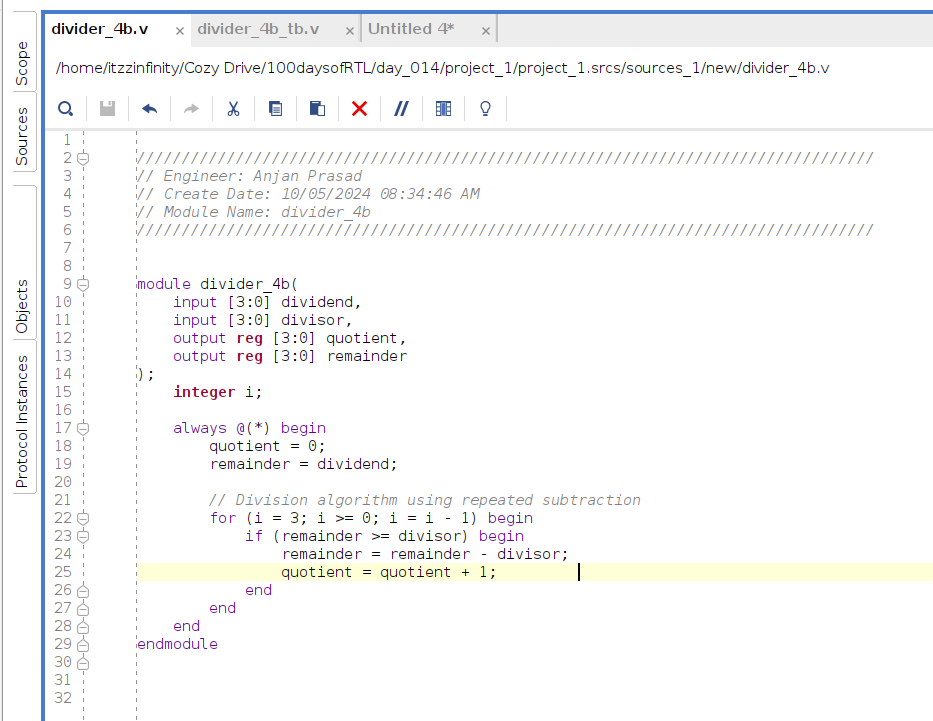 divider_4b.v × divider_4b_tb.v × Untitled 4* ×
/home/itzzinfinity/Cozy Drive/100daysofRTL/day_014/project_1/project_1.srcs/sources_1/new/divider_4b.v
Scope
Sources
Objects
Protocol Instances
1
2 //////////////////////////////////////////////////////////////////////////////////
3 // Engineer: Anjan Prasad
4 // Create Date: 10/05/2024 08:34:46 AM
5 // Module Name: divider_4b
6 //////////////////////////////////////////////////////////////////////////////////
7
8
9 module divider_4b(
10     input [3:0] dividend,
11     input [3:0] divisor,
12     output reg [3:0] quotient,
13     output reg [3:0] remainder
14 );
15     integer i;
16
17     always @(*) begin
18         quotient = 0;
19         remainder = dividend;
20
21         // Division algorithm using repeated subtraction
22         for (i = 3; i >= 0; i = i - 1) begin
23             if (remainder >= divisor) begin
24                 remainder = remainder - divisor;
25                 quotient = quotient + 1;
26             end
27         end
28     end
29 endmodule
30
31
32